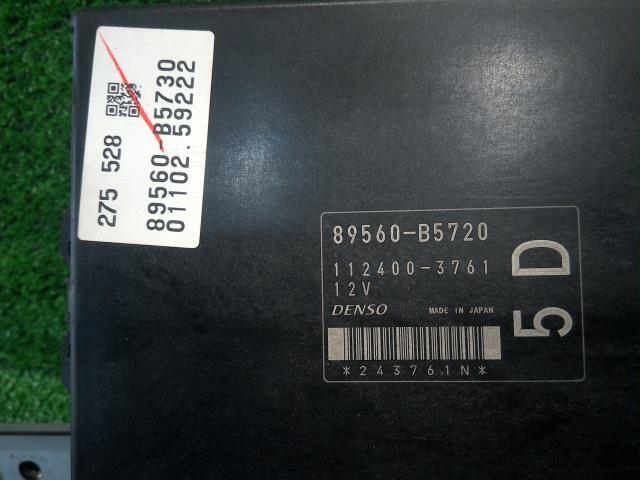 275 528
89560-B5730
01102.59222
89560-B5720
112400-3761
12V
DENSO MADE IN JAPAN
*243761N*
5D